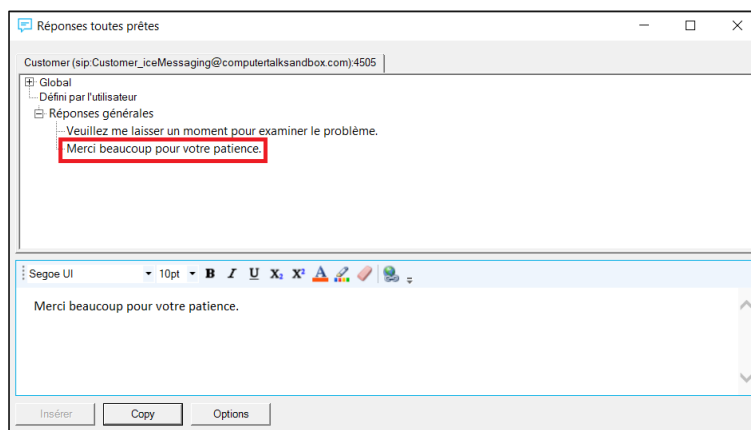 Réponses toutes prêtes
Customer (sip:Customer_iceMessaging@computertalksandbox.com):4505
Global
Défini par l'utilisateur
Réponses générales
Veuillez me laisser un moment pour examiner le problème.
Merci beaucoup pour votre patience.
Segoe UI 10pt B I U X₂ X² A
Merci beaucoup pour votre patience.
Insérer Copy Options